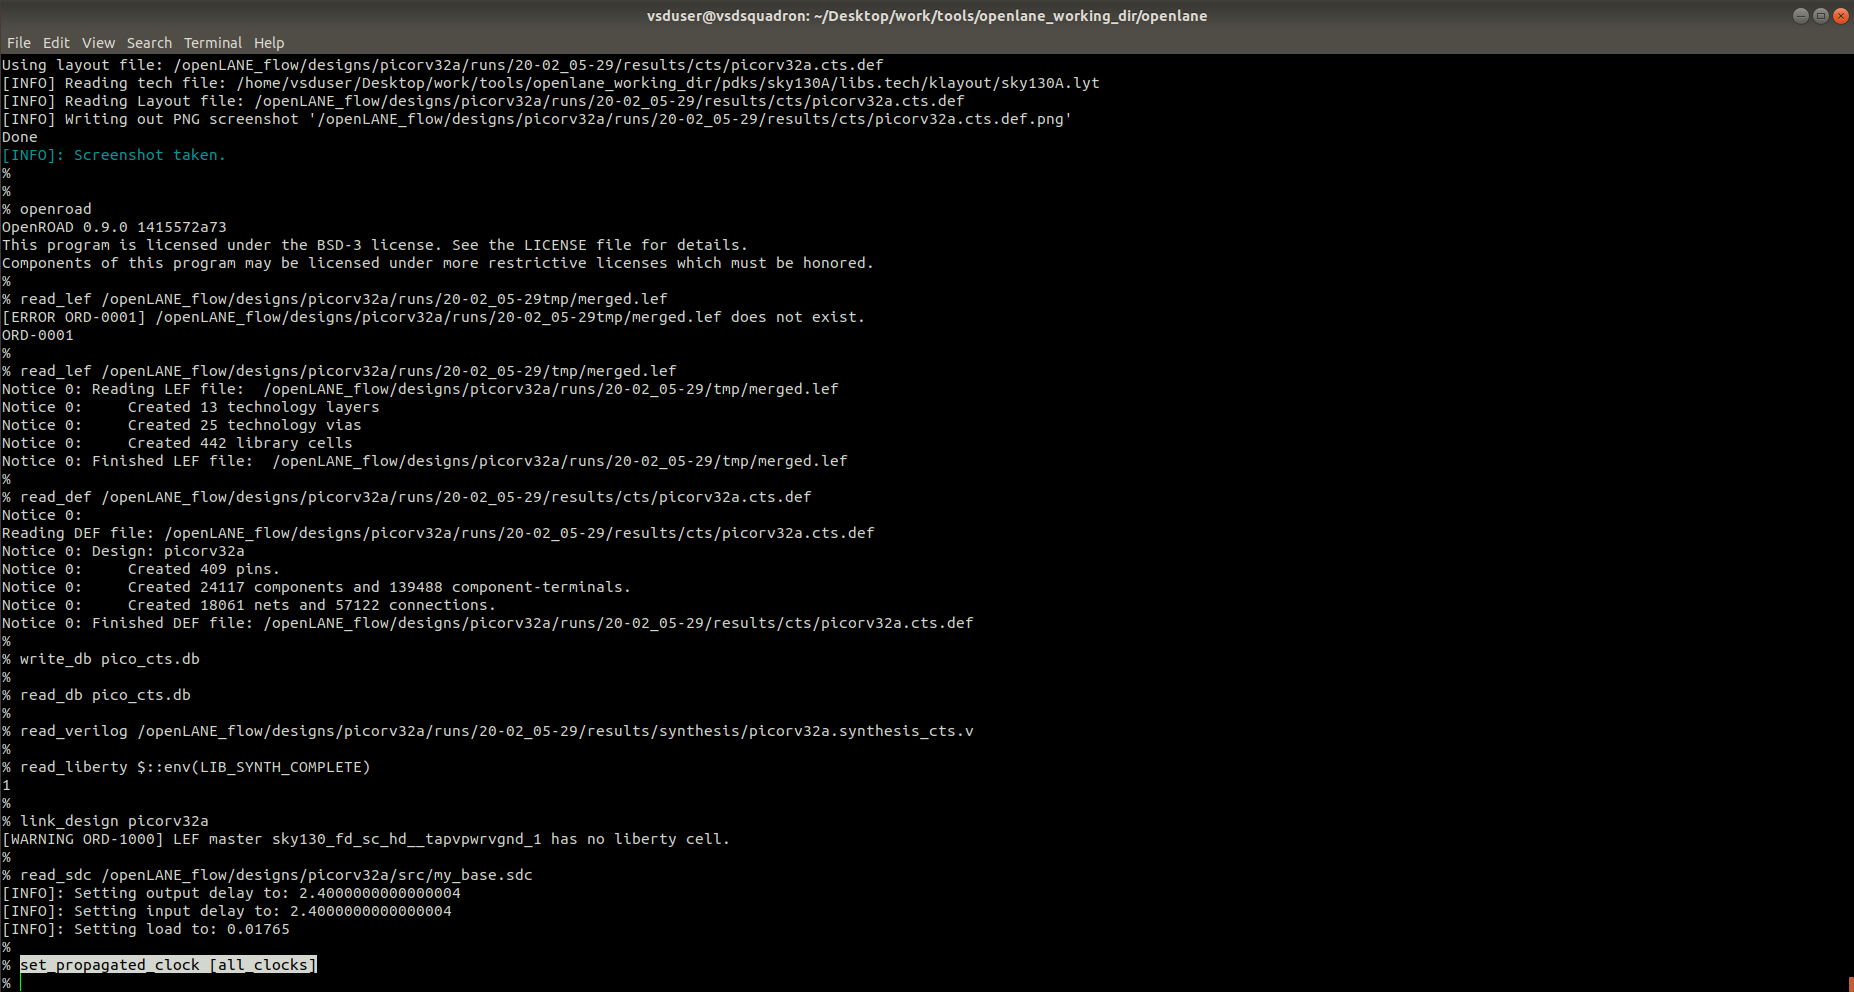 vsduser@vsdsquadron: ~/Desktop/work/tools/openlane_working_dir/openlane
File Edit View Search Terminal Help
Using layout file: /openLANE_flow/designs/picorv32a/runs/20-02_05-29/results/cts/picorv32a.cts.def
[INFO] Reading tech file: /home/vsduser/Desktop/work/tools/openlane_working_dir/pdks/sky130A/libs.tech/klayout/sky130A.lyt
[INFO] Reading Layout file: /openLANE_flow/designs/picorv32a/runs/20-02_05-29/results/cts/picorv32a.cts.def
[INFO] Writing out PNG screenshot '/openLANE_flow/designs/picorv32a/runs/20-02_05-29/results/cts/picorv32a.cts.def.png'
Done
[INFO]: Screenshot taken.
%
%
% openroad
OpenROAD 0.9.0 1415572a73
This program is licensed under the BSD-3 license. See the LICENSE file for details.
Components of this program may be licensed under more restrictive licenses which must be honored.
%
% read_lef /openLANE_flow/designs/picorv32a/runs/20-02_05-29tmp/merged.lef
[ERROR ORD-0001] /openLANE_flow/designs/picorv32a/runs/20-02_05-29tmp/merged.lef does not exist.
ORD-0001
%
% read_lef /openLANE_flow/designs/picorv32a/runs/20-02_05-29/tmp/merged.lef
Notice 0: Reading LEF file:  /openLANE_flow/designs/picorv32a/runs/20-02_05-29/tmp/merged.lef
Notice 0:     Created 13 technology layers
Notice 0:     Created 25 technology vias
Notice 0:     Created 442 library cells
Notice 0: Finished LEF file:  /openLANE_flow/designs/picorv32a/runs/20-02_05-29/tmp/merged.lef
%
% read_def /openLANE_flow/designs/picorv32a/runs/20-02_05-29/results/cts/picorv32a.cts.def
Notice 0:
Reading DEF file: /openLANE_flow/designs/picorv32a/runs/20-02_05-29/results/cts/picorv32a.cts.def
Notice 0: Design: picorv32a
Notice 0:     Created 409 pins.
Notice 0:     Created 24117 components and 139488 component-terminals.
Notice 0:     Created 18061 nets and 57122 connections.
Notice 0: Finished DEF file: /openLANE_flow/designs/picorv32a/runs/20-02_05-29/results/cts/picorv32a.cts.def
%
% write_db pico_cts.db
%
% read_db pico_cts.db
%
% read_verilog /openLANE_flow/designs/picorv32a/runs/20-02_05-29/results/synthesis/picorv32a.synthesis_cts.v
%
% read_liberty $::env(LIB_SYNTH_COMPLETE)
1
%
% link_design picorv32a
[WARNING ORD-1000] LEF master sky130_fd_sc_hd__tapvpwrvgnd_1 has no liberty cell.
%
% read_sdc /openLANE_flow/designs/picorv32a/src/my_base.sdc
[INFO]: Setting output delay to: 2.4000000000000004
[INFO]: Setting input delay to: 2.4000000000000004
[INFO]: Setting load to: 0.01765
%
% set_propagated_clock [all_clocks]
%